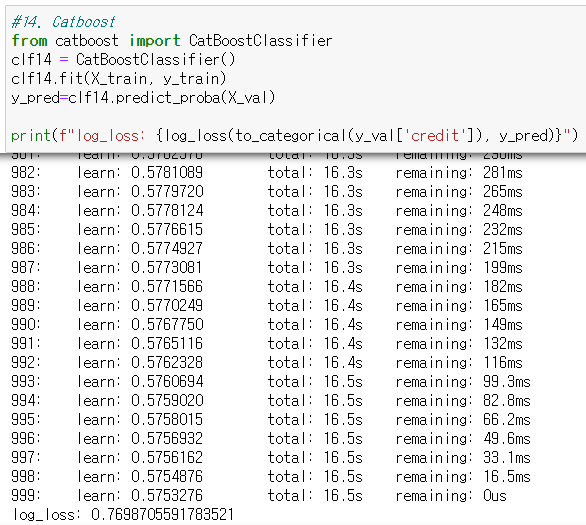 #14. Catboost
from catboost import CatBoostClassifier
clf14 = CatBoostClassifier()
clf14.fit(X_train, y_train)
y_pred=clf14.predict_proba(X_val)
print(f"log_loss: {log_loss(to_categorical(y_val['credit']), y_pred)}")
982: learn: 0.5781089 total: 16.3s remaining: 281ms
983: learn: 0.5779720 total: 16.3s remaining: 265ms
984: learn: 0.5778124 total: 16.3s remaining: 248ms
985: learn: 0.5776615 total: 16.3s remaining: 232ms
986: learn: 0.5774927 total: 16.3s remaining: 215ms
987: learn: 0.5773081 total: 16.3s remaining: 199ms
988: learn: 0.5771566 total: 16.4s remaining: 182ms
989: learn: 0.5770249 total: 16.4s remaining: 165ms
990: learn: 0.5767750 total: 16.4s remaining: 149ms
991: learn: 0.5765116 total: 16.4s remaining: 132ms
992: learn: 0.5762328 total: 16.4s remaining: 116ms
993: learn: 0.5760694 total: 16.5s remaining: 99.3ms
994: learn: 0.5759020 total: 16.5s remaining: 82.8ms
995: learn: 0.5758015 total: 16.5s remaining: 66.2ms
996: learn: 0.5756932 total: 16.5s remaining: 49.6ms
997: learn: 0.5756162 total: 16.5s remaining: 33.1ms
998: learn: 0.5754876 total: 16.5s remaining: 16.5ms
999: learn: 0.5753276 total: 16.5s remaining: 0us
log_loss: 0.7698705591783521